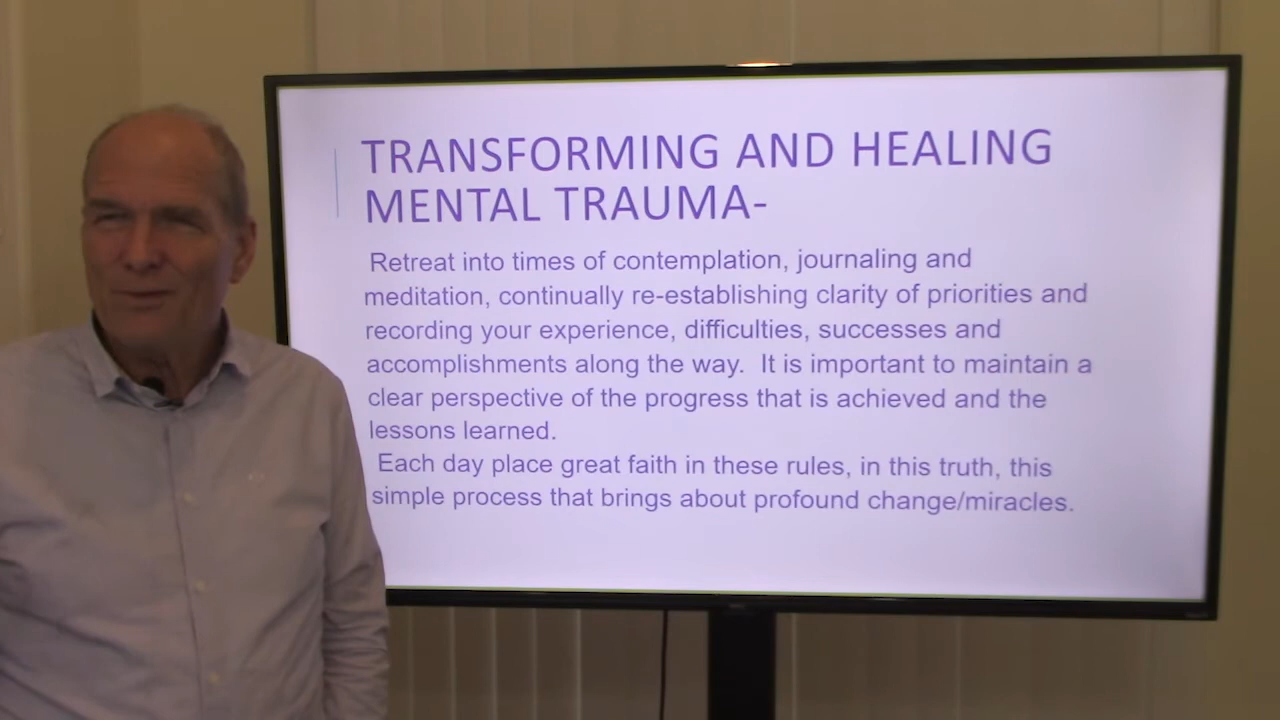 TRANSFORMING AND HEALING
MENTAL TRAUMA-
Retreat into times of contemplation, journaling and
meditation, continually re-establishing clarity of priorities and
recording your experience, difficulties, successes and
accomplishments along the way.  It is important to maintain a
clear perspective of the progress that is achieved and the
lessons learned.
Each day place great faith in these rules, in this truth, this
simple process that brings about profound change/miracles.